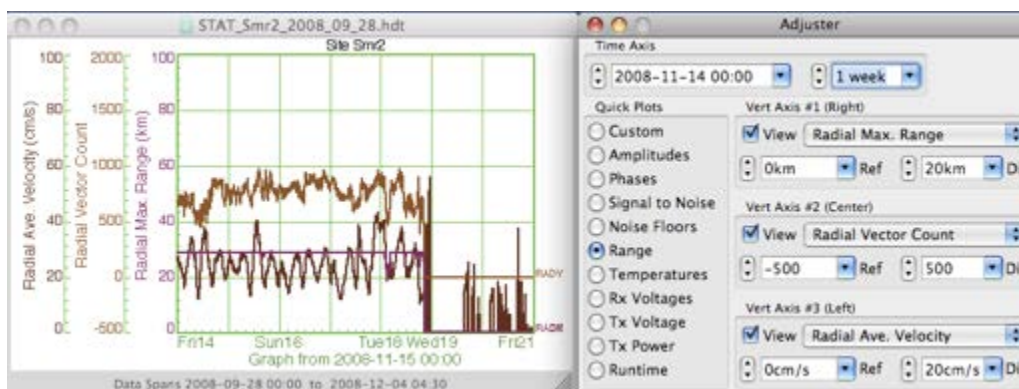 STAT_Smr2_2008_09_28.hdt
Site Smr2
Radial Ave. Velocity (cm/s)
100
80
60
40
20
0
Radial Vector Count
2000
1500
1000
500
0
-500
Radial Max. Range (km)
100
80
60
40
20
0
RADV
Fri14 Sun16 Tue18 Wed19 Fri21
Graph from 2008-11-15 00:00
Data Spans 2008-09-28 00:00 to 2008-12-04 04:30
Adjuster
Time Axis
2008-11-14 00:00 1 week
Quick Plots
Custom
Amplitudes
Phases
Signal to Noise
Noise Floors
Range
Temperatures
Rx Voltages
Tx Voltage
Tx Power
Runtime
Vert Axis #1 (Right)
View Radial Max. Range
0km Ref 20km Di
Vert Axis #2 (Center)
View Radial Vector Count
-500 Ref 500 Di
Vert Axis #3 (Left)
View Radial Ave. Velocity
0cm/s Ref 20cm/s Di